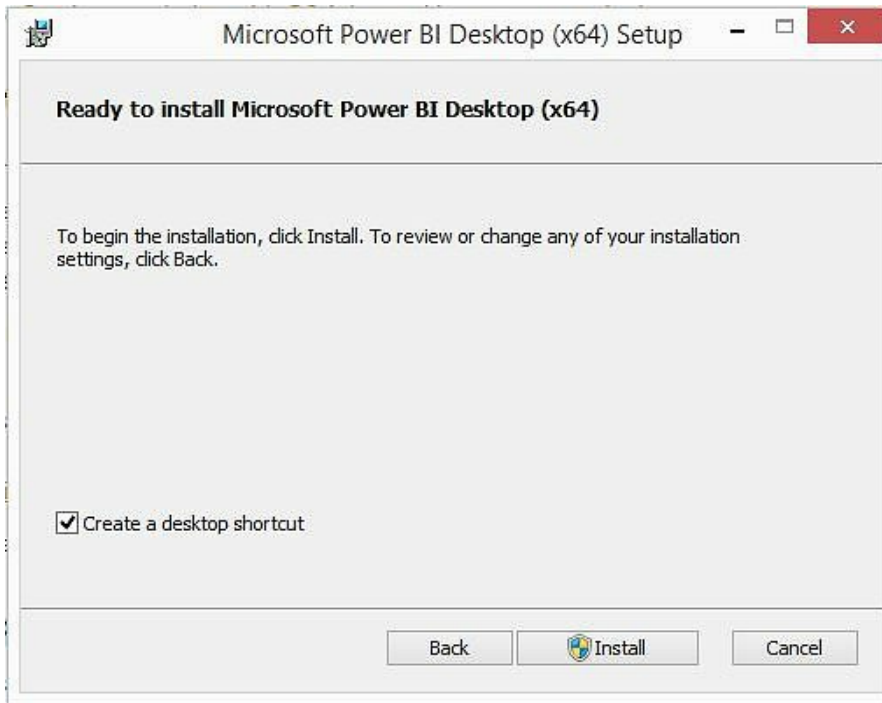 Microsoft Power BI Desktop (x64) Setup
Ready to install Microsoft Power BI Desktop (x64)
To begin the installation, click Install. To review or change any of your installation
settings, click Back.
Create a desktop shortcut
Back
Install
Cancel